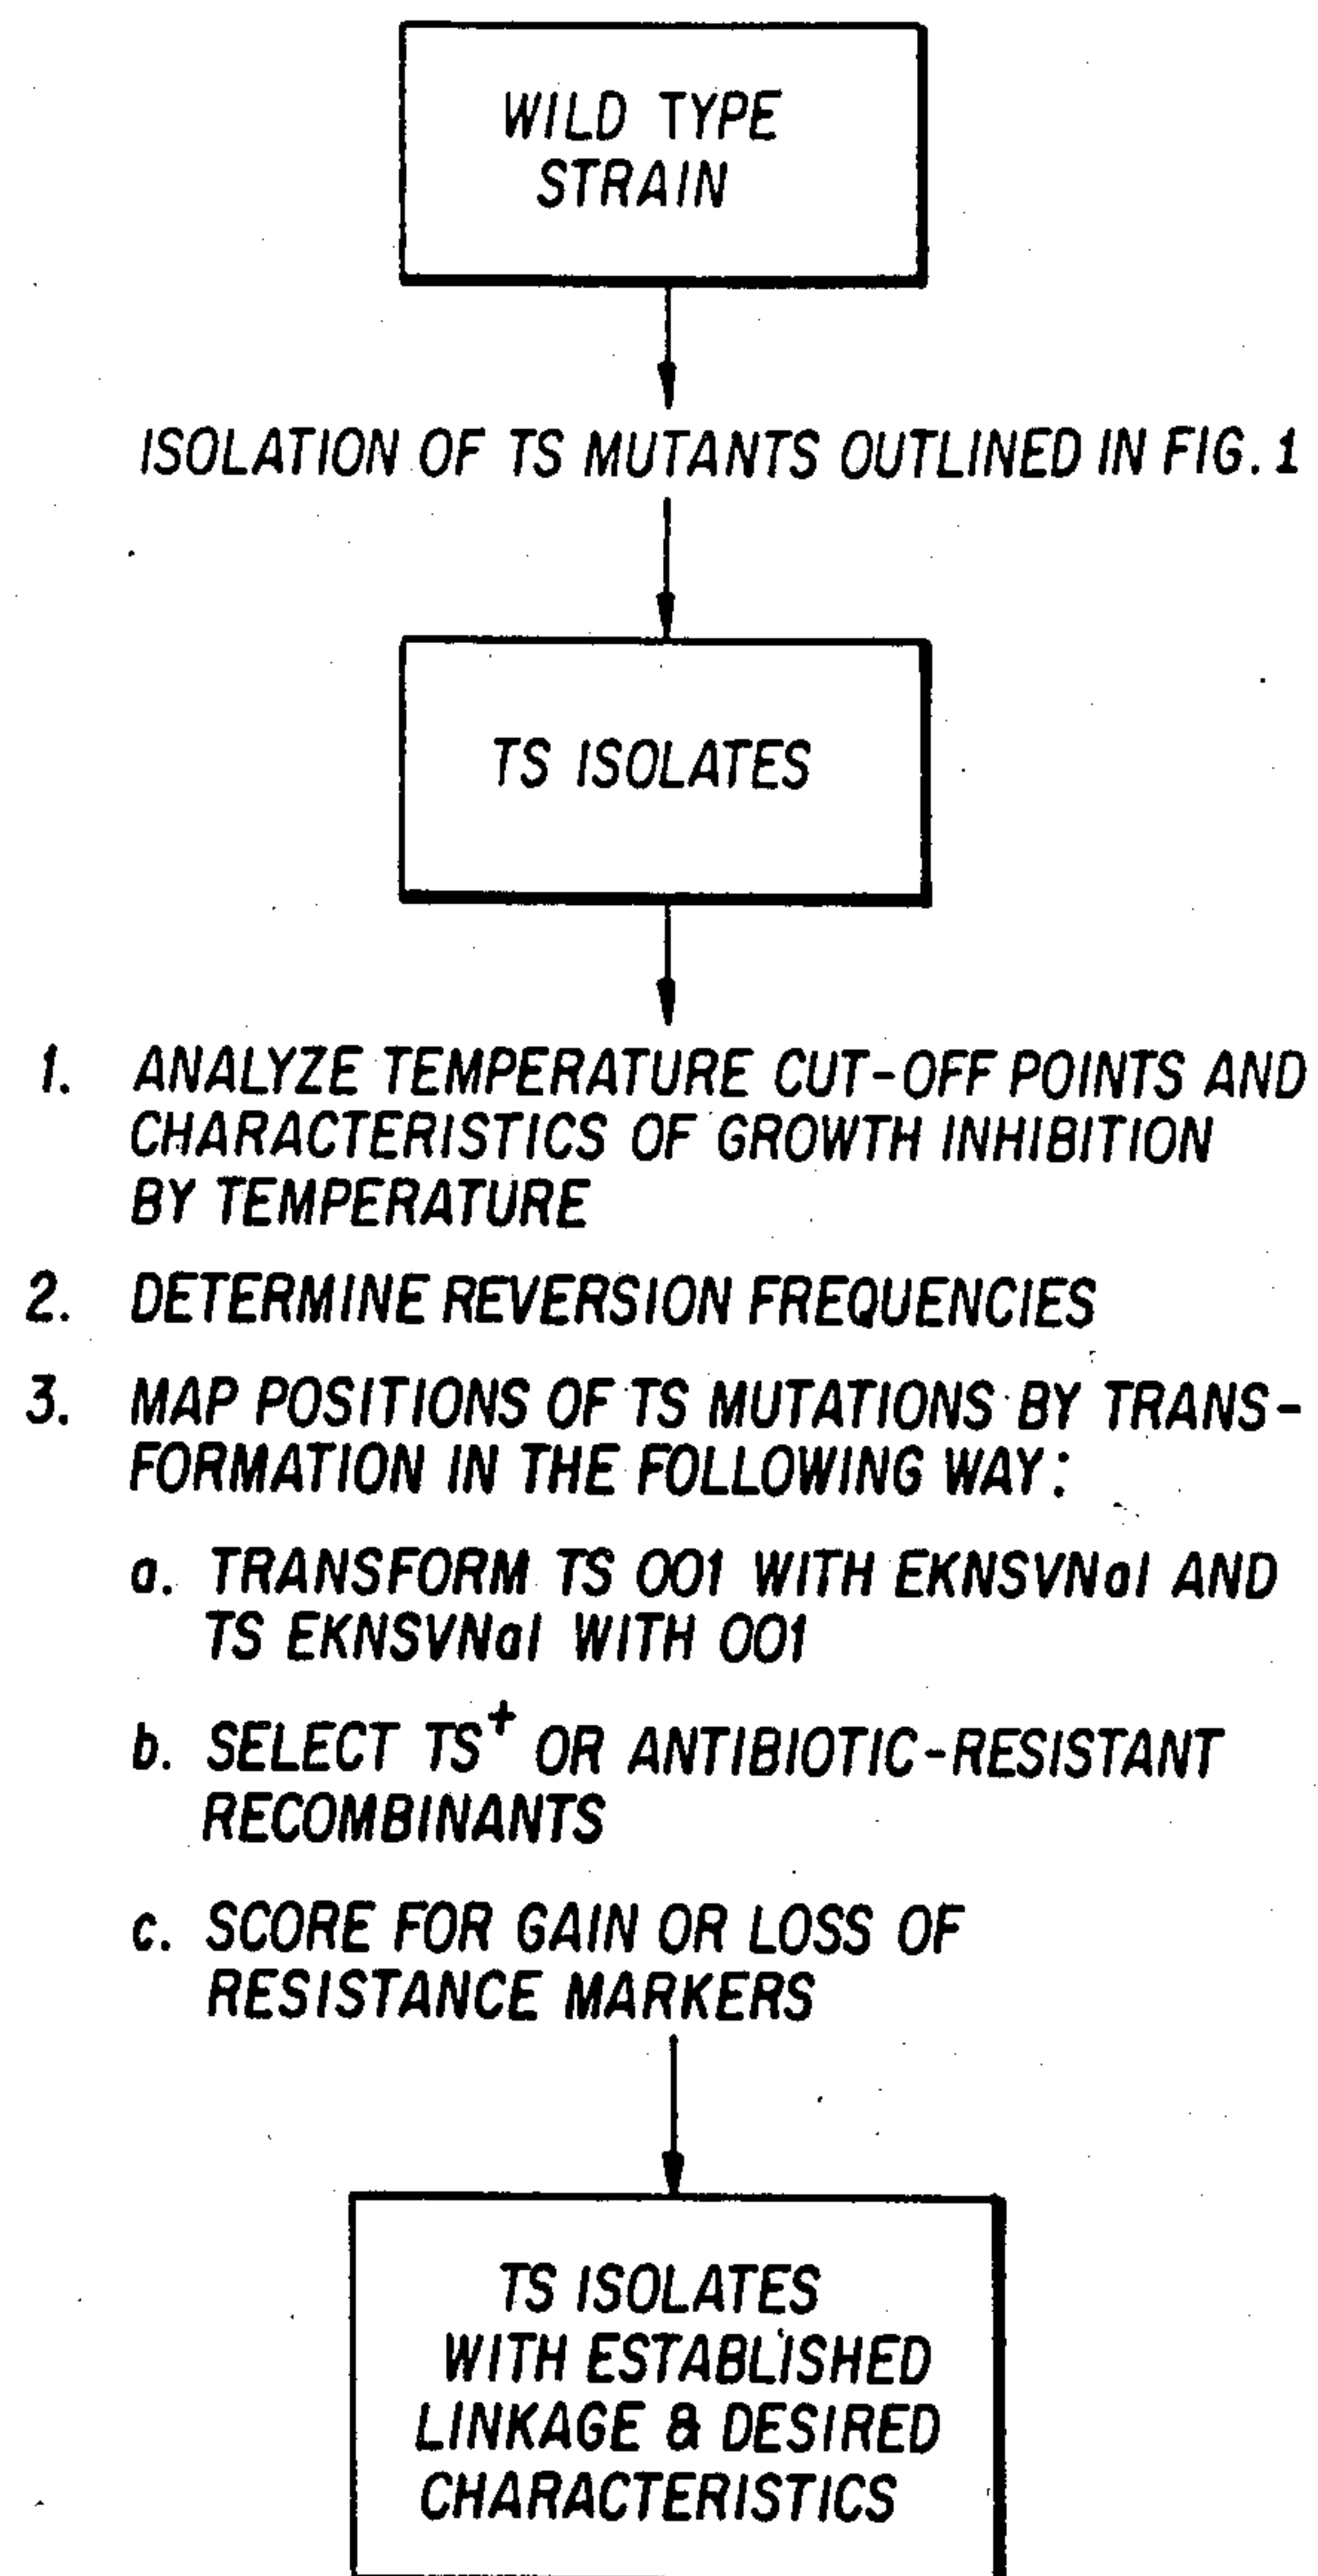 WILD TYPE
STRAIN
ISOLATION OF TS MUTANTS OUTLINED IN FIG. 1
TS ISOLATES
1. ANALYZE TEMPERATURE CUT-OFF POINTS AND
CHARACTERISTICS OF GROWTH INHIBITION
BY TEMPERATURE
2. DETERMINE REVERSION FREQUENCIES
3. MAP POSITIONS OF TS MUTATIONS BY TRANS-
FORMATION IN THE FOLLOWING WAY:
a. TRANSFORM TS 001 WITH EKNSVNal AND
TS EKNSVNal WITH 001
b. SELECT TS⁺ OR ANTIBIOTIC-RESISTANT
RECOMBINANTS
c. SCORE FOR GAIN OR LOSS OF
RESISTANCE MARKERS
TS ISOLATES
WITH ESTABLISHED
LINKAGE & DESIRED
CHARACTERISTICS